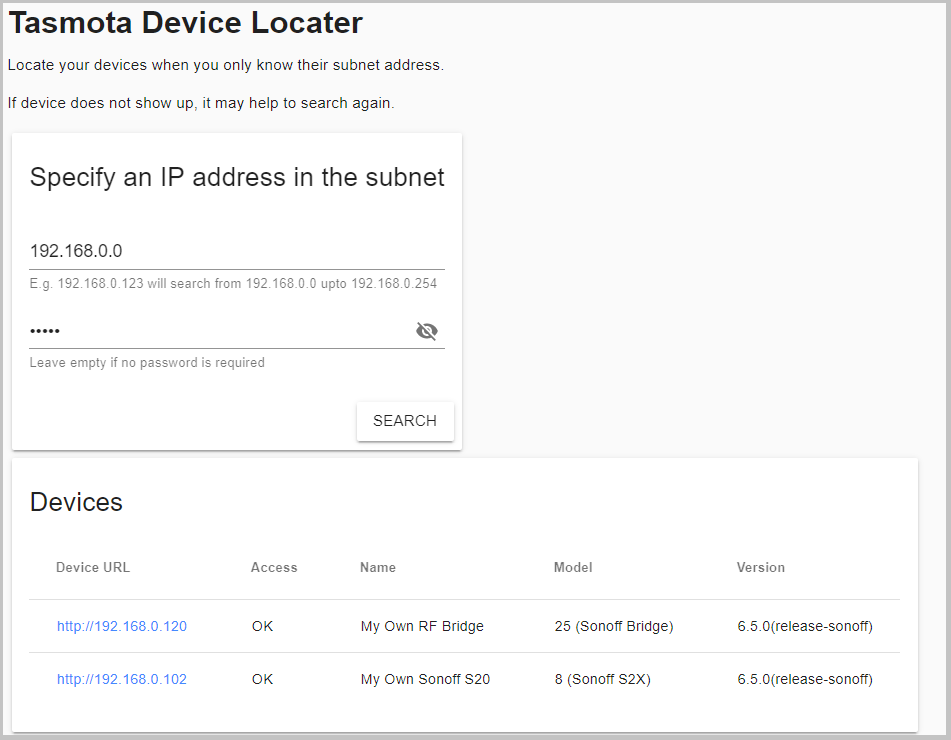 Tasmota Device Locater
Locate your devices when you only know their subnet address.
If device does not show up, it may help to search again.
Specify an IP address in the subnet
192.168.0.0
E.g. 192.168.0.123 will search from 192.168.0.0 upto 192.168.0.254
•••••
Leave empty if no password is required
SEARCH
Devices
Device URL Access Name Model Version
http://192.168.0.120 OK My Own RF Bridge 25 (Sonoff Bridge) 6.5.0(release-sonoff)
http://192.168.0.102 OK My Own Sonoff S20 8 (Sonoff S2X) 6.5.0(release-sonoff)